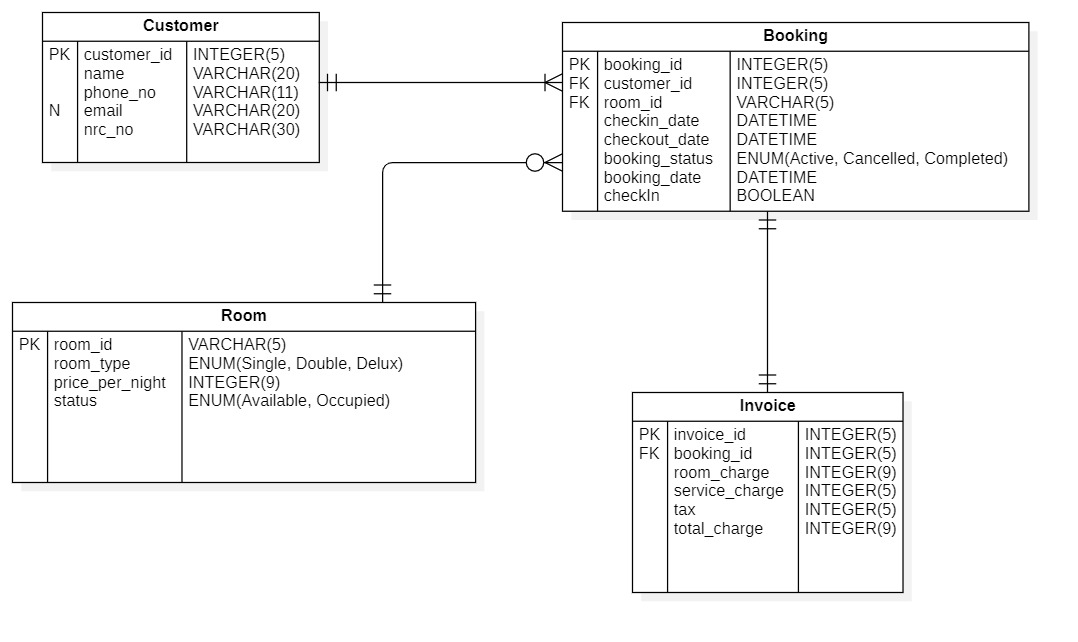 Customer
PK customer_id INTEGER(5)
name VARCHAR(20)
phone_no VARCHAR(11)
N email VARCHAR(20)
nrc_no VARCHAR(30)
Booking
PK booking_id INTEGER(5)
FK customer_id INTEGER(5)
FK room_id VARCHAR(5)
checkin_date DATETIME
checkout_date DATETIME
booking_status ENUM(Active, Cancelled, Completed)
booking_date DATETIME
checkIn BOOLEAN
Room
PK room_id VARCHAR(5)
room_type ENUM(Single, Double, Delux)
price_per_night INTEGER(9)
status ENUM(Available, Occupied)
Invoice
PK invoice_id INTEGER(5)
FK booking_id INTEGER(5)
room_charge INTEGER(9)
service_charge INTEGER(5)
tax INTEGER(5)
total_charge INTEGER(9)